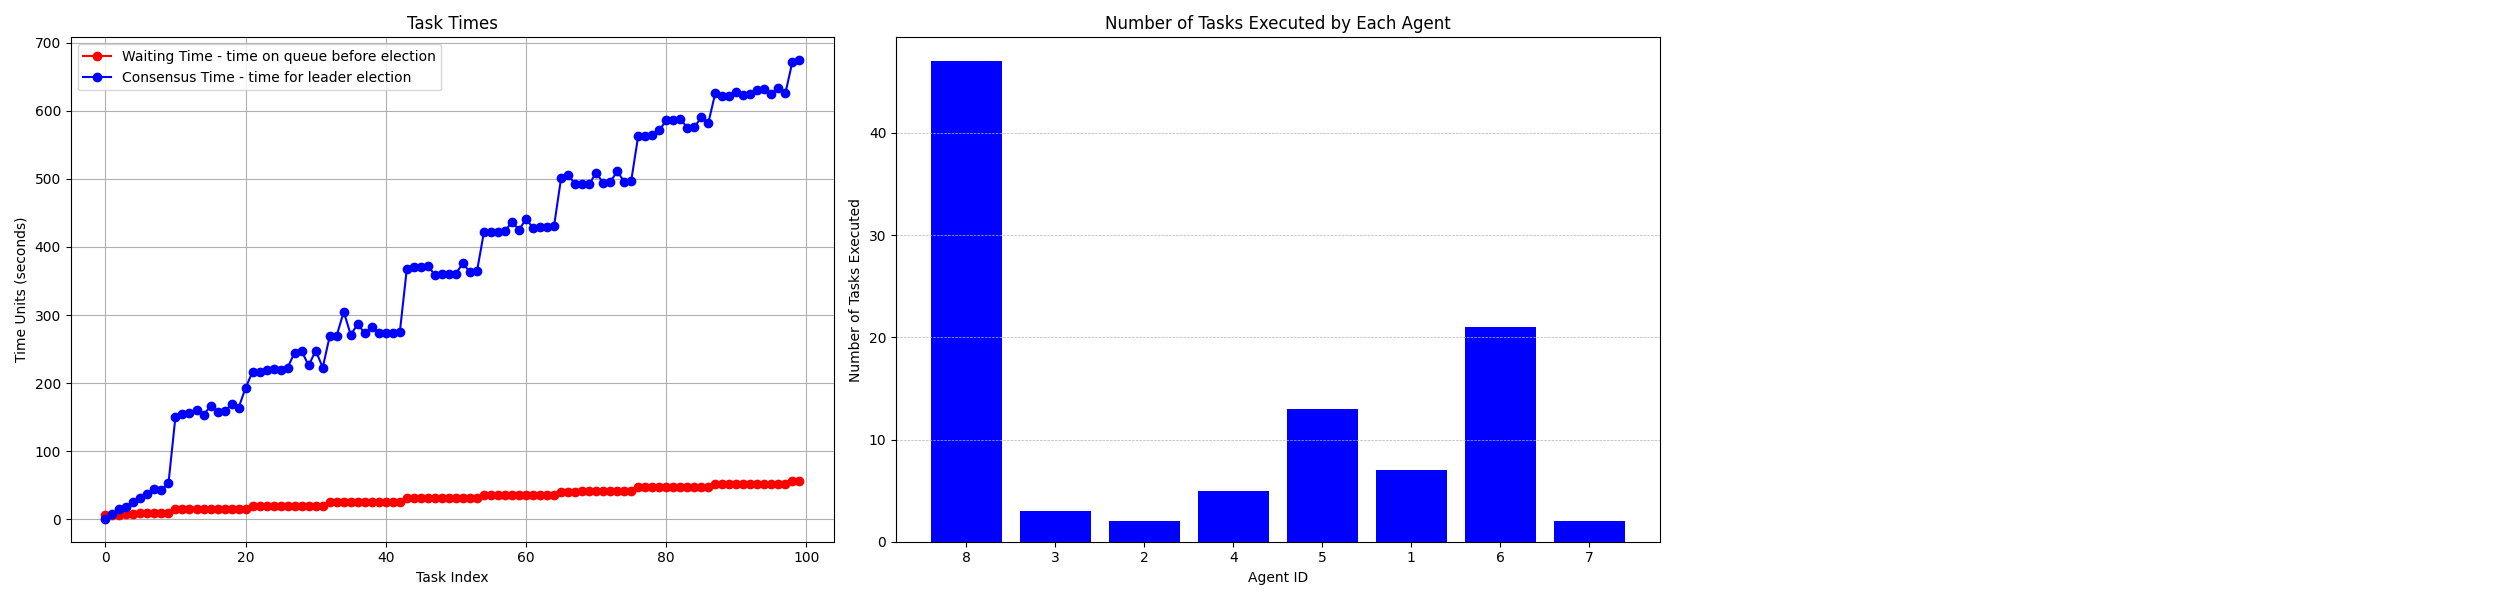 Task Times
700
600
500
400
300
200
100
0
Time Units (seconds)
Waiting Time - time on queue before election
Consensus Time - time for leader election
0 20 40 60 80 100
Task Index
Number of Tasks Executed by Each Agent
40
30
20
10
0
Number of Tasks Executed
8 3 2 4 5 1 6 7
Agent ID